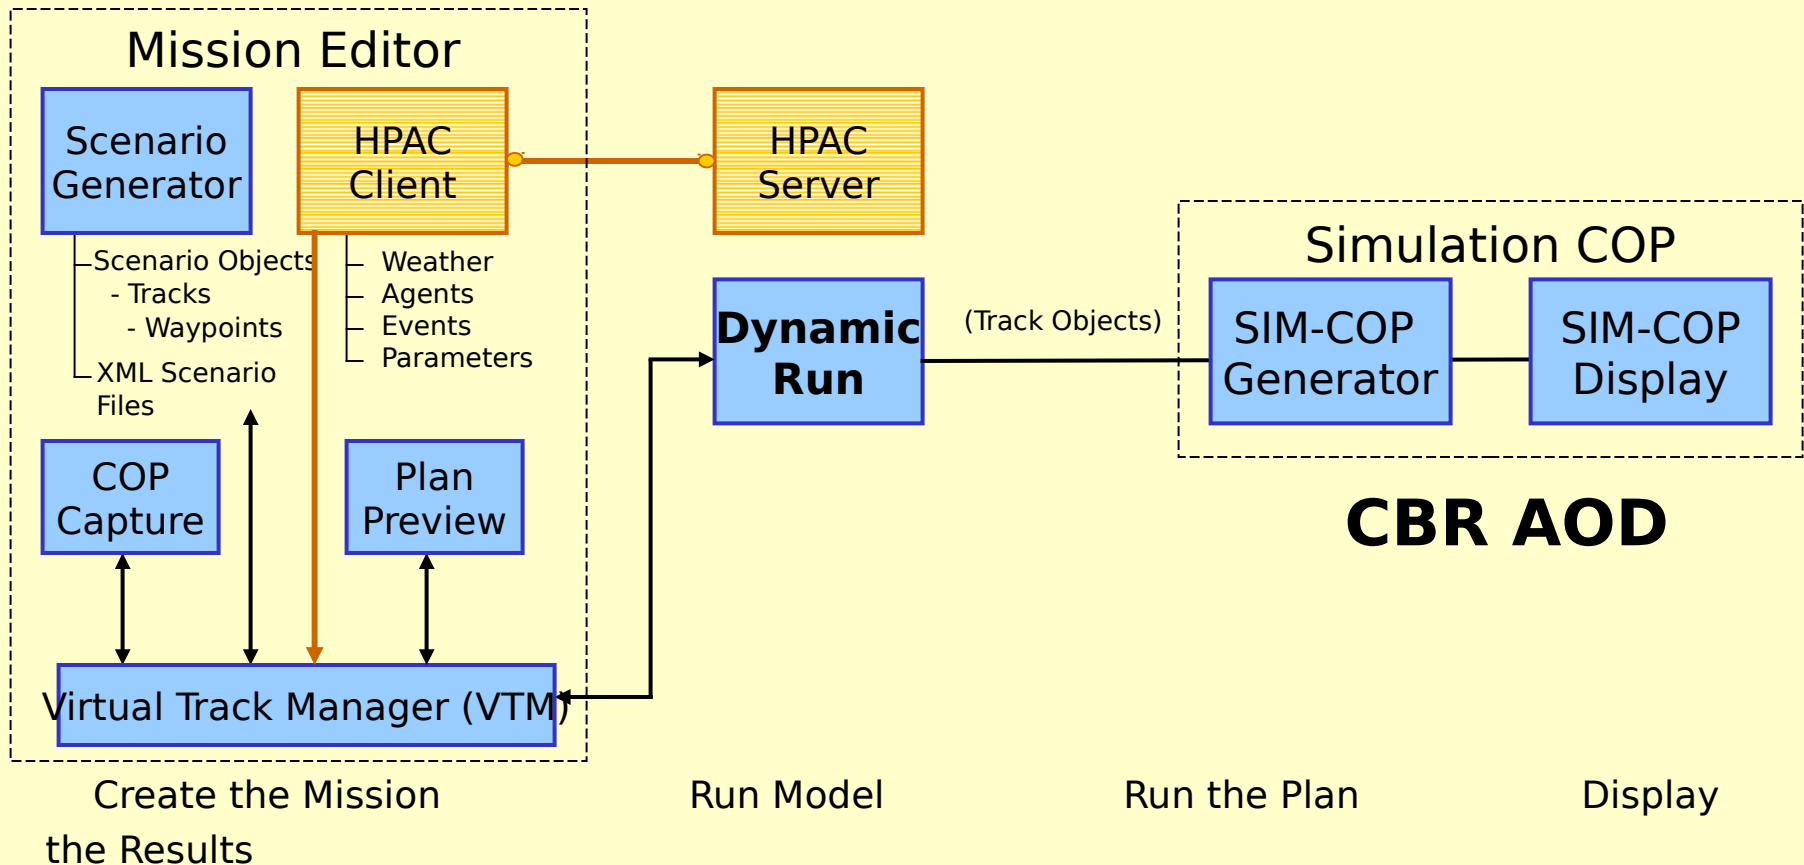 Mission Editor
Scenario
Generator
HPAC
Client
HPAC
Server
Scenario Objects
- Tracks
- Waypoints
XML Scenario
Files
Weather
Agents
Events
Parameters
COP
Capture
Plan
Preview
Virtual Track Manager (VTM)
Dynamic
Run
(Track Objects)
Simulation COP
SIM-COP
Generator
SIM-COP
Display
CBR AOD
Create the Mission Run Model Run the Plan Display
the Results